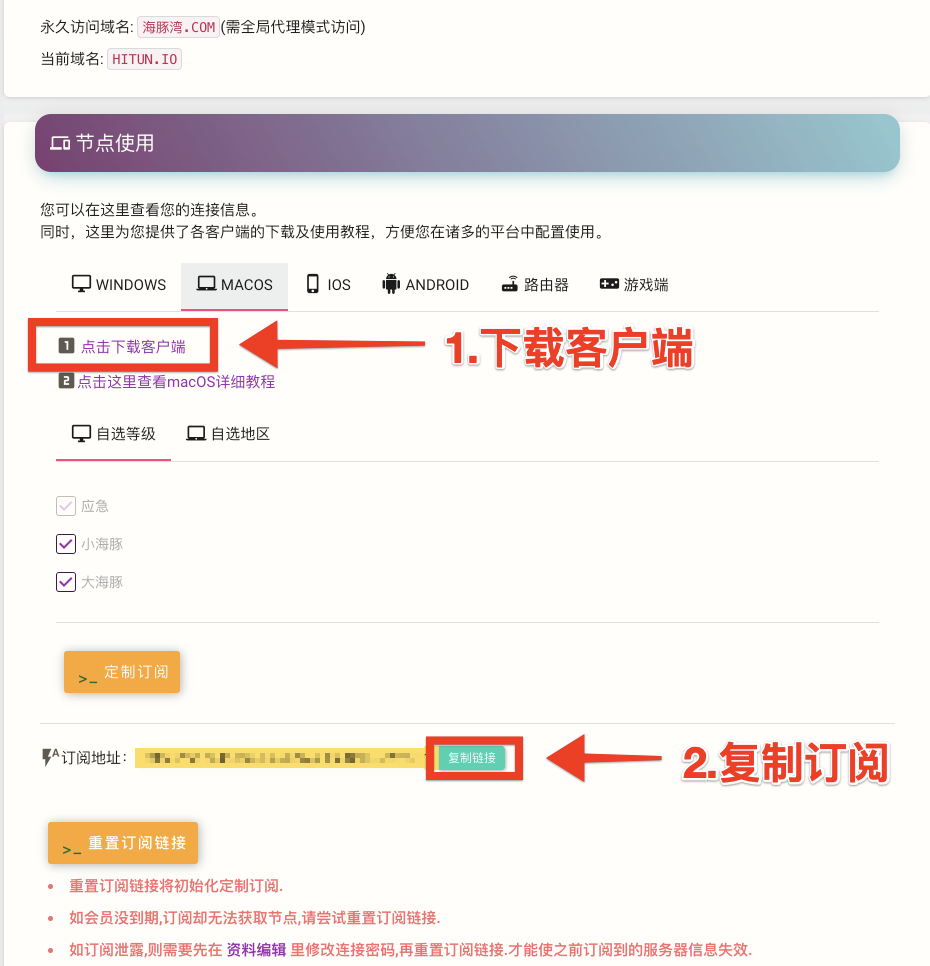 永久访问域名: 海豚湾.COM (需全局代理模式访问)
当前域名: HITUN.IO
节点使用
您可以在这里查看您的连接信息。
同时，这里为您提供了各客户端的下载及使用教程，方便您在诸多的平台中配置使用。
WINDOWS MACOS IOS ANDROID 路由器 游戏端
1 点击下载客户端
1.下载客户端
2 点击这里查看macOS详细教程
自选等级 自选地区
应急
小海豚
大海豚
>_ 定制订阅
订阅地址： 复制链接
2.复制订阅
>_ 重置订阅链接
• 重置订阅链接将初始化定制订阅.
• 如会员没到期,订阅却无法获取节点,请尝试重置订阅链接.
• 如订阅泄露,则需要先在 资料编辑 里修改连接密码,再重置订阅链接.才能使之前订阅到的服务器信息失效.